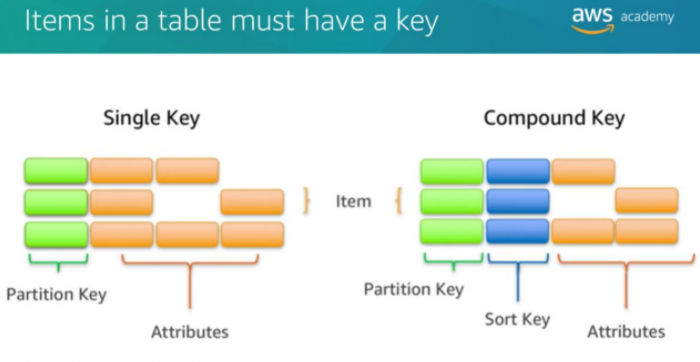 Items in a table must have a key
aws academy
Single Key
Compound Key
Item
Partition Key
Attributes
Partition Key
Sort Key
Attributes